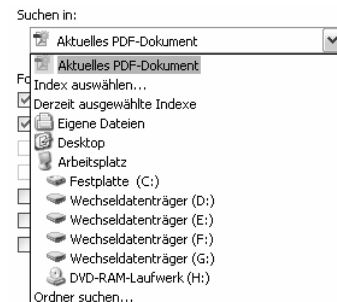 Suchen in:
Aktuelles PDF-Dokument
Aktuelles PDF-Dokument
Fo
Index auswählen...
Derzeit ausgewählte Indexe
Eigene Dateien
Desktop
Arbeitsplatz
Festplatte (C:)
Wechseldatenträger (D:)
Wechseldatenträger (E:)
Wechseldatenträger (F:)
Wechseldatenträger (G:)
DVD-RAM-Laufwerk (H:)
Ordner suchen...